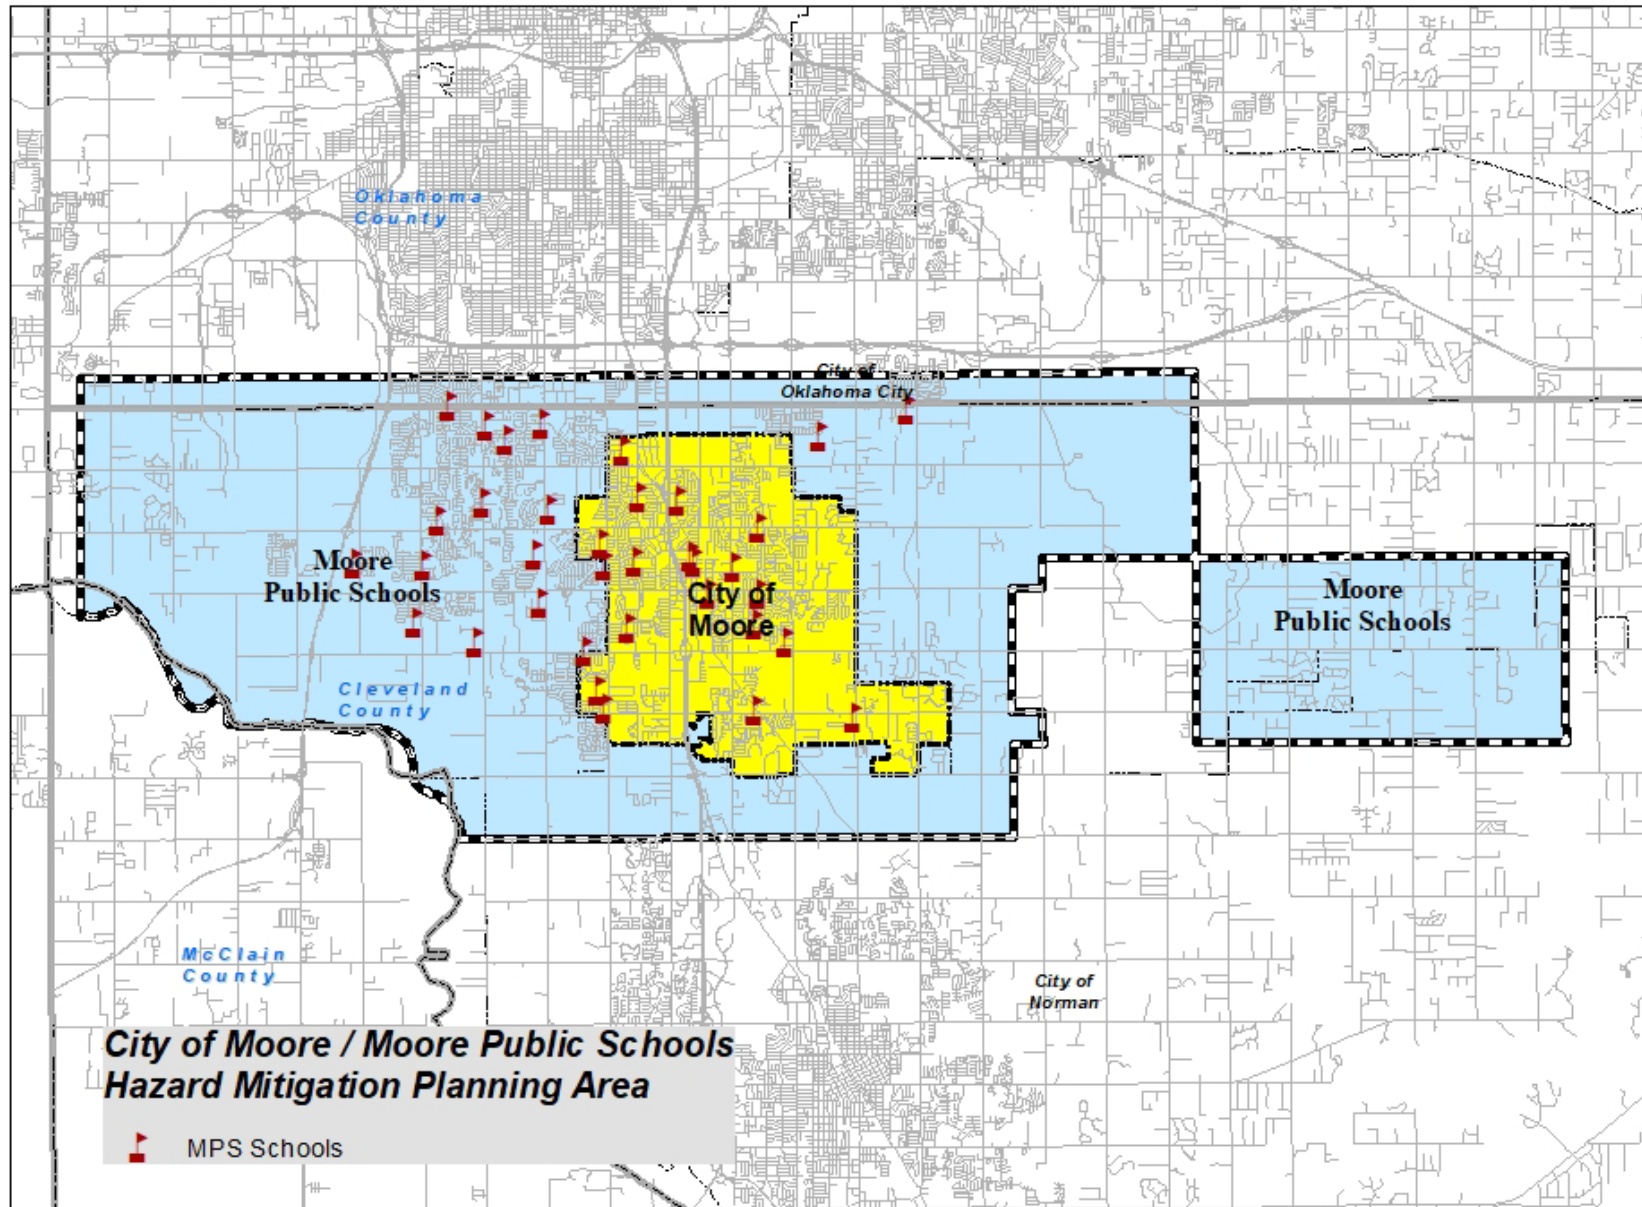 Oklahoma
County
City of
Oklahoma City
Moore
Public Schools
City of
Moore
Moore
Public Schools
Cleveland
County
McClain
County
City of
Norman
City of Moore / Moore Public Schools
Hazard Mitigation Planning Area
MPS Schools